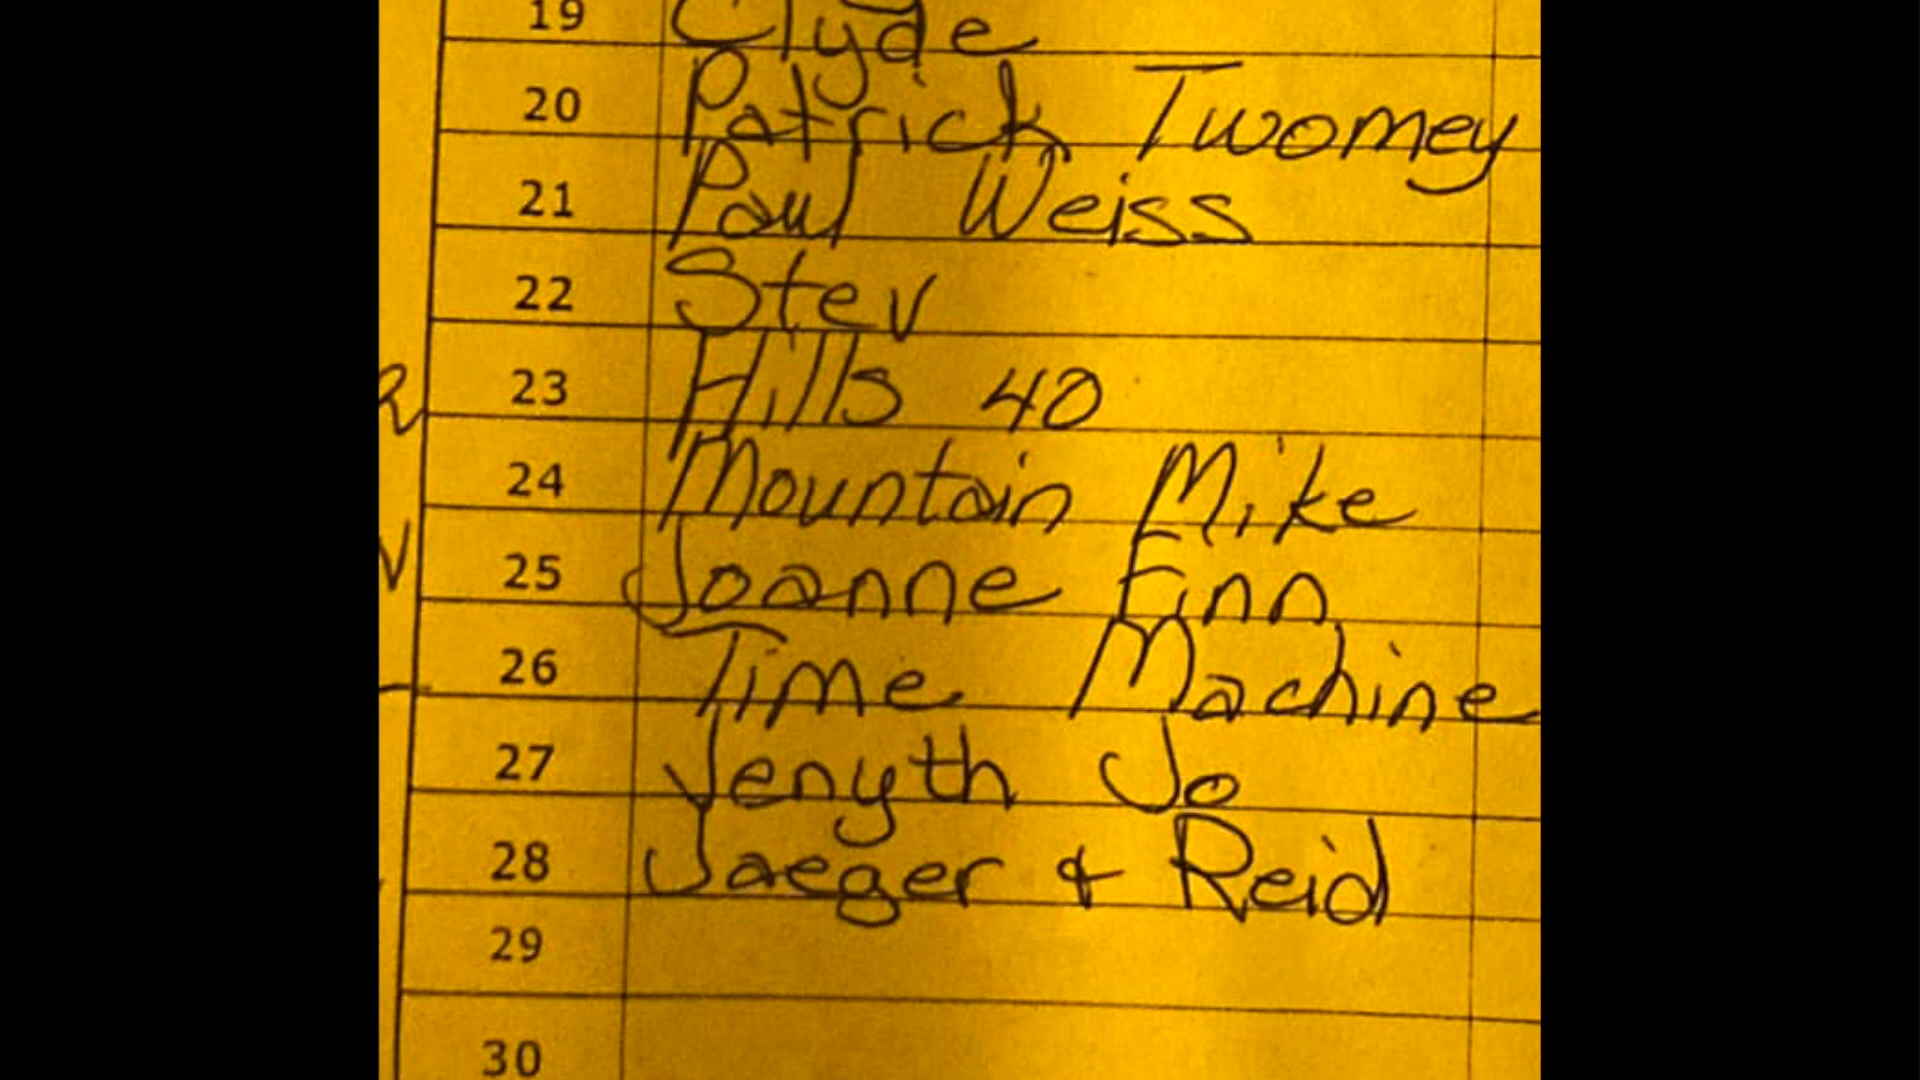 19 Clyde
20 Patrick Twomey
21 Paul Weiss
22 Stev
23 Hills 40
24 Mountain Mike
25 Joanne Finn
26 Time Machine
27 Jenyth Jo
28 Jaeger & Reid
29
30